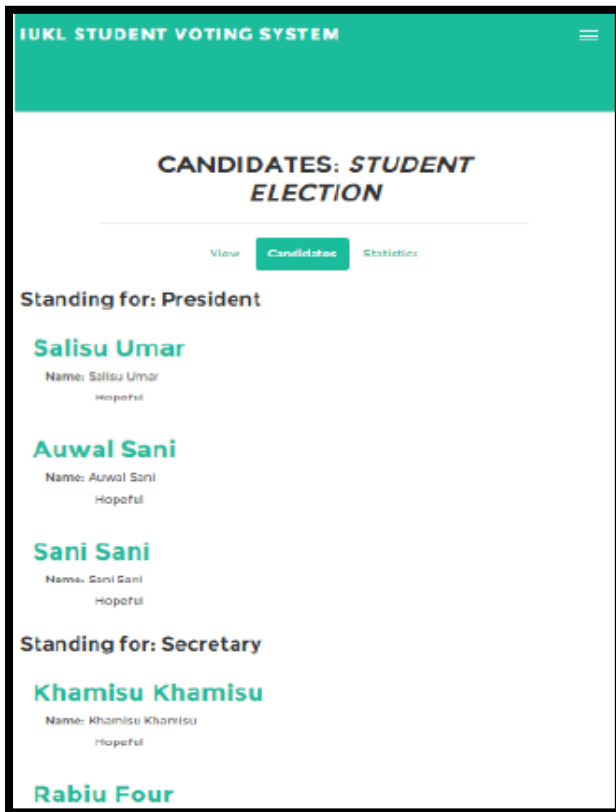 IUKL STUDENT VOTING SYSTEM
CANDIDATES: STUDENT
ELECTION
View Candidates Statistics
Standing for: President
Salisu Umar
Name: Salisu Umar
Hopeful
Auwal Sani
Name: Auwal Sani
Hopeful
Sani Sani
Name: Sani Sani
Hopeful
Standing for: Secretary
Khamisu Khamisu
Name: Khamisu Khamisu
Hopeful
Rabiu Four